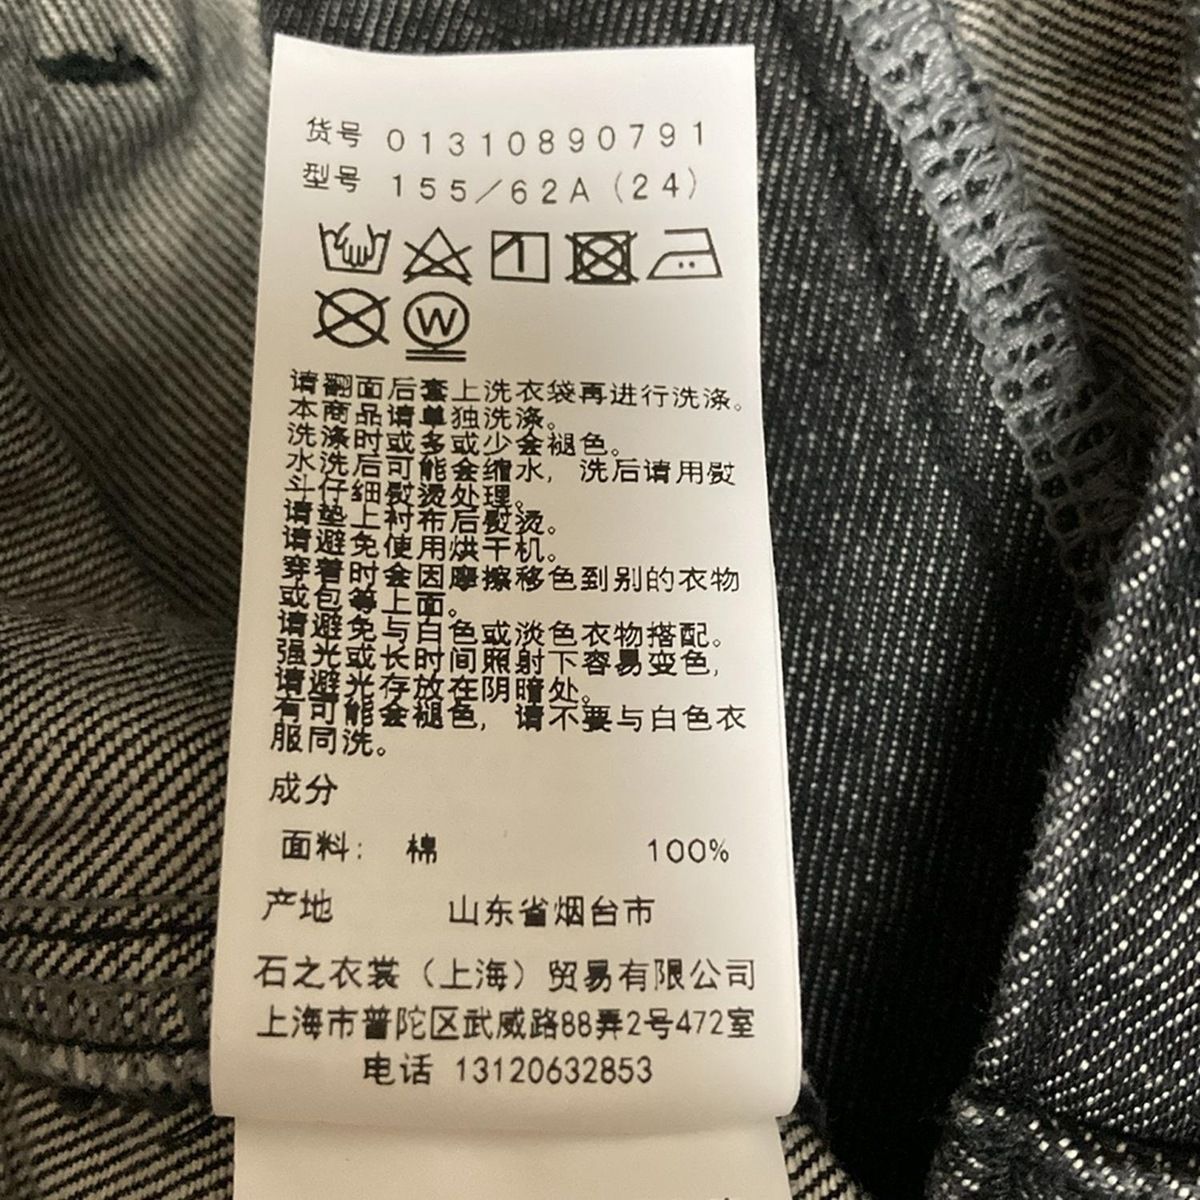 货号 01310890791
型号 155/62A(24)
W
请翻面后套上洗衣袋再进行洗涤。
本商品请单独洗涤。
洗涤时或多或少会褪色。
水洗后可能会缩水,洗后请用熨
斗仔细熨烫处理。
请垫上衬布后熨烫。
请避免使用烘干机。
穿着时会因摩擦移色到别的衣物
或包等上面。
请避免与白色或淡色衣物搭配。
强光或长时间照射下容易变色,
请避光存放在阴暗处。
有可能会褪色,请不要与白色衣
服同洗。
成分
面料: 棉 100%
产地 山东省烟台市
石之衣裳(上海)贸易有限公司
上海市普陀区武威路88弄2号472室
电话 13120632853